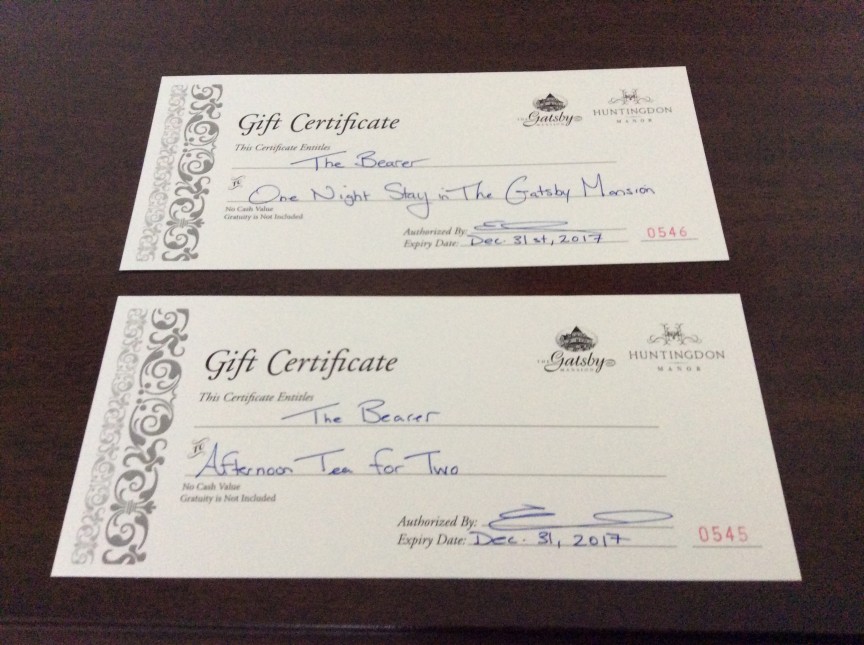 Gift Certificate
The Gatsby MANSION
HUNTINGDON
MANOR
This Certificate Entitles
The Bearer
To One Night Stay in The Gatsby Mansion
No Cash Value
Gratuity is Not Included
Authorized By:
Expiry Date: Dec. 31st, 2017
0546
Gift Certificate
THE Gatsby MANSION
HUNTINGDON
MANOR
This Certificate Entitles
The Bearer
To Afternoon Tea for Two
No Cash Value
Gratuity is Not Included
Authorized By:
Expiry Date: Dec. 31, 2017
0545